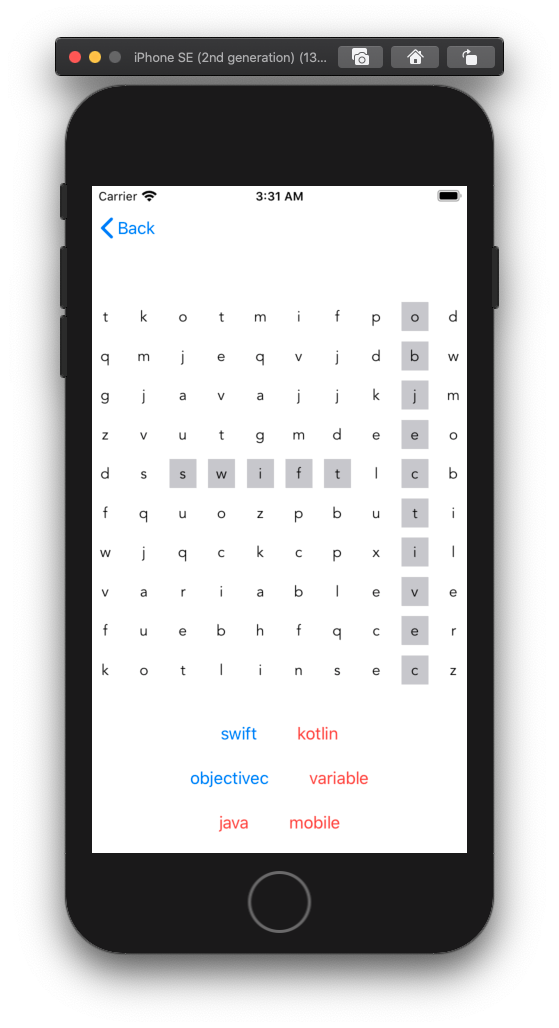 iPhone SE (2nd generation) (13...
Carrier 3:31 AM
Back
t k o t m i f p o d
q m j e q v j d b w
g j a v a j j k j m
z v u t g m d e e o
d s s w i f t l c b
f q u o z p b u t i
w j q c k c p x i l
v a r i a b l e v e
f u e b h f q c e r
k o t l i n s e c z
swift kotlin
objectivec variable
java mobile